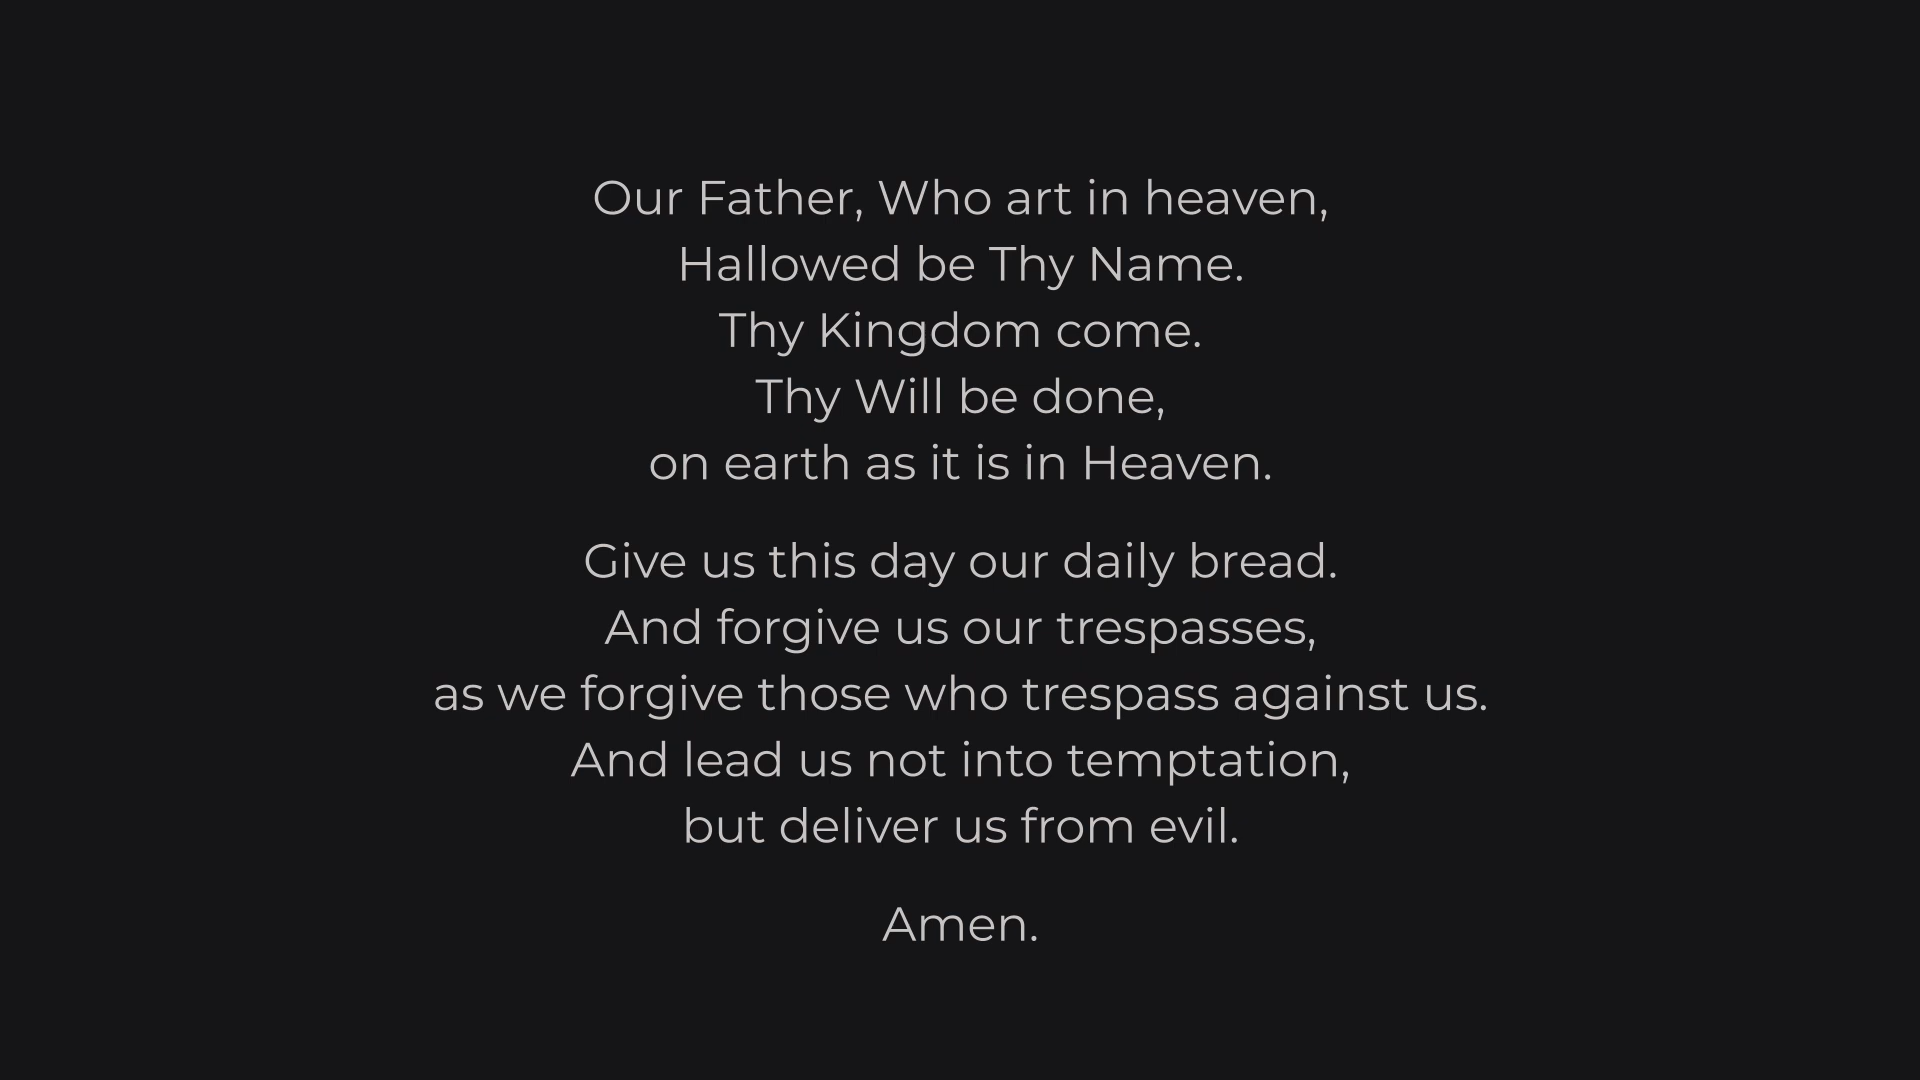 Our Father, Who art in heaven,
Hallowed be Thy Name.
Thy Kingdom come.
Thy Will be done,
on earth as it is in Heaven.
Give us this day our daily bread.
And forgive us our trespasses,
as we forgive those who trespass against us.
And lead us not into temptation,
but deliver us from evil.
Amen.